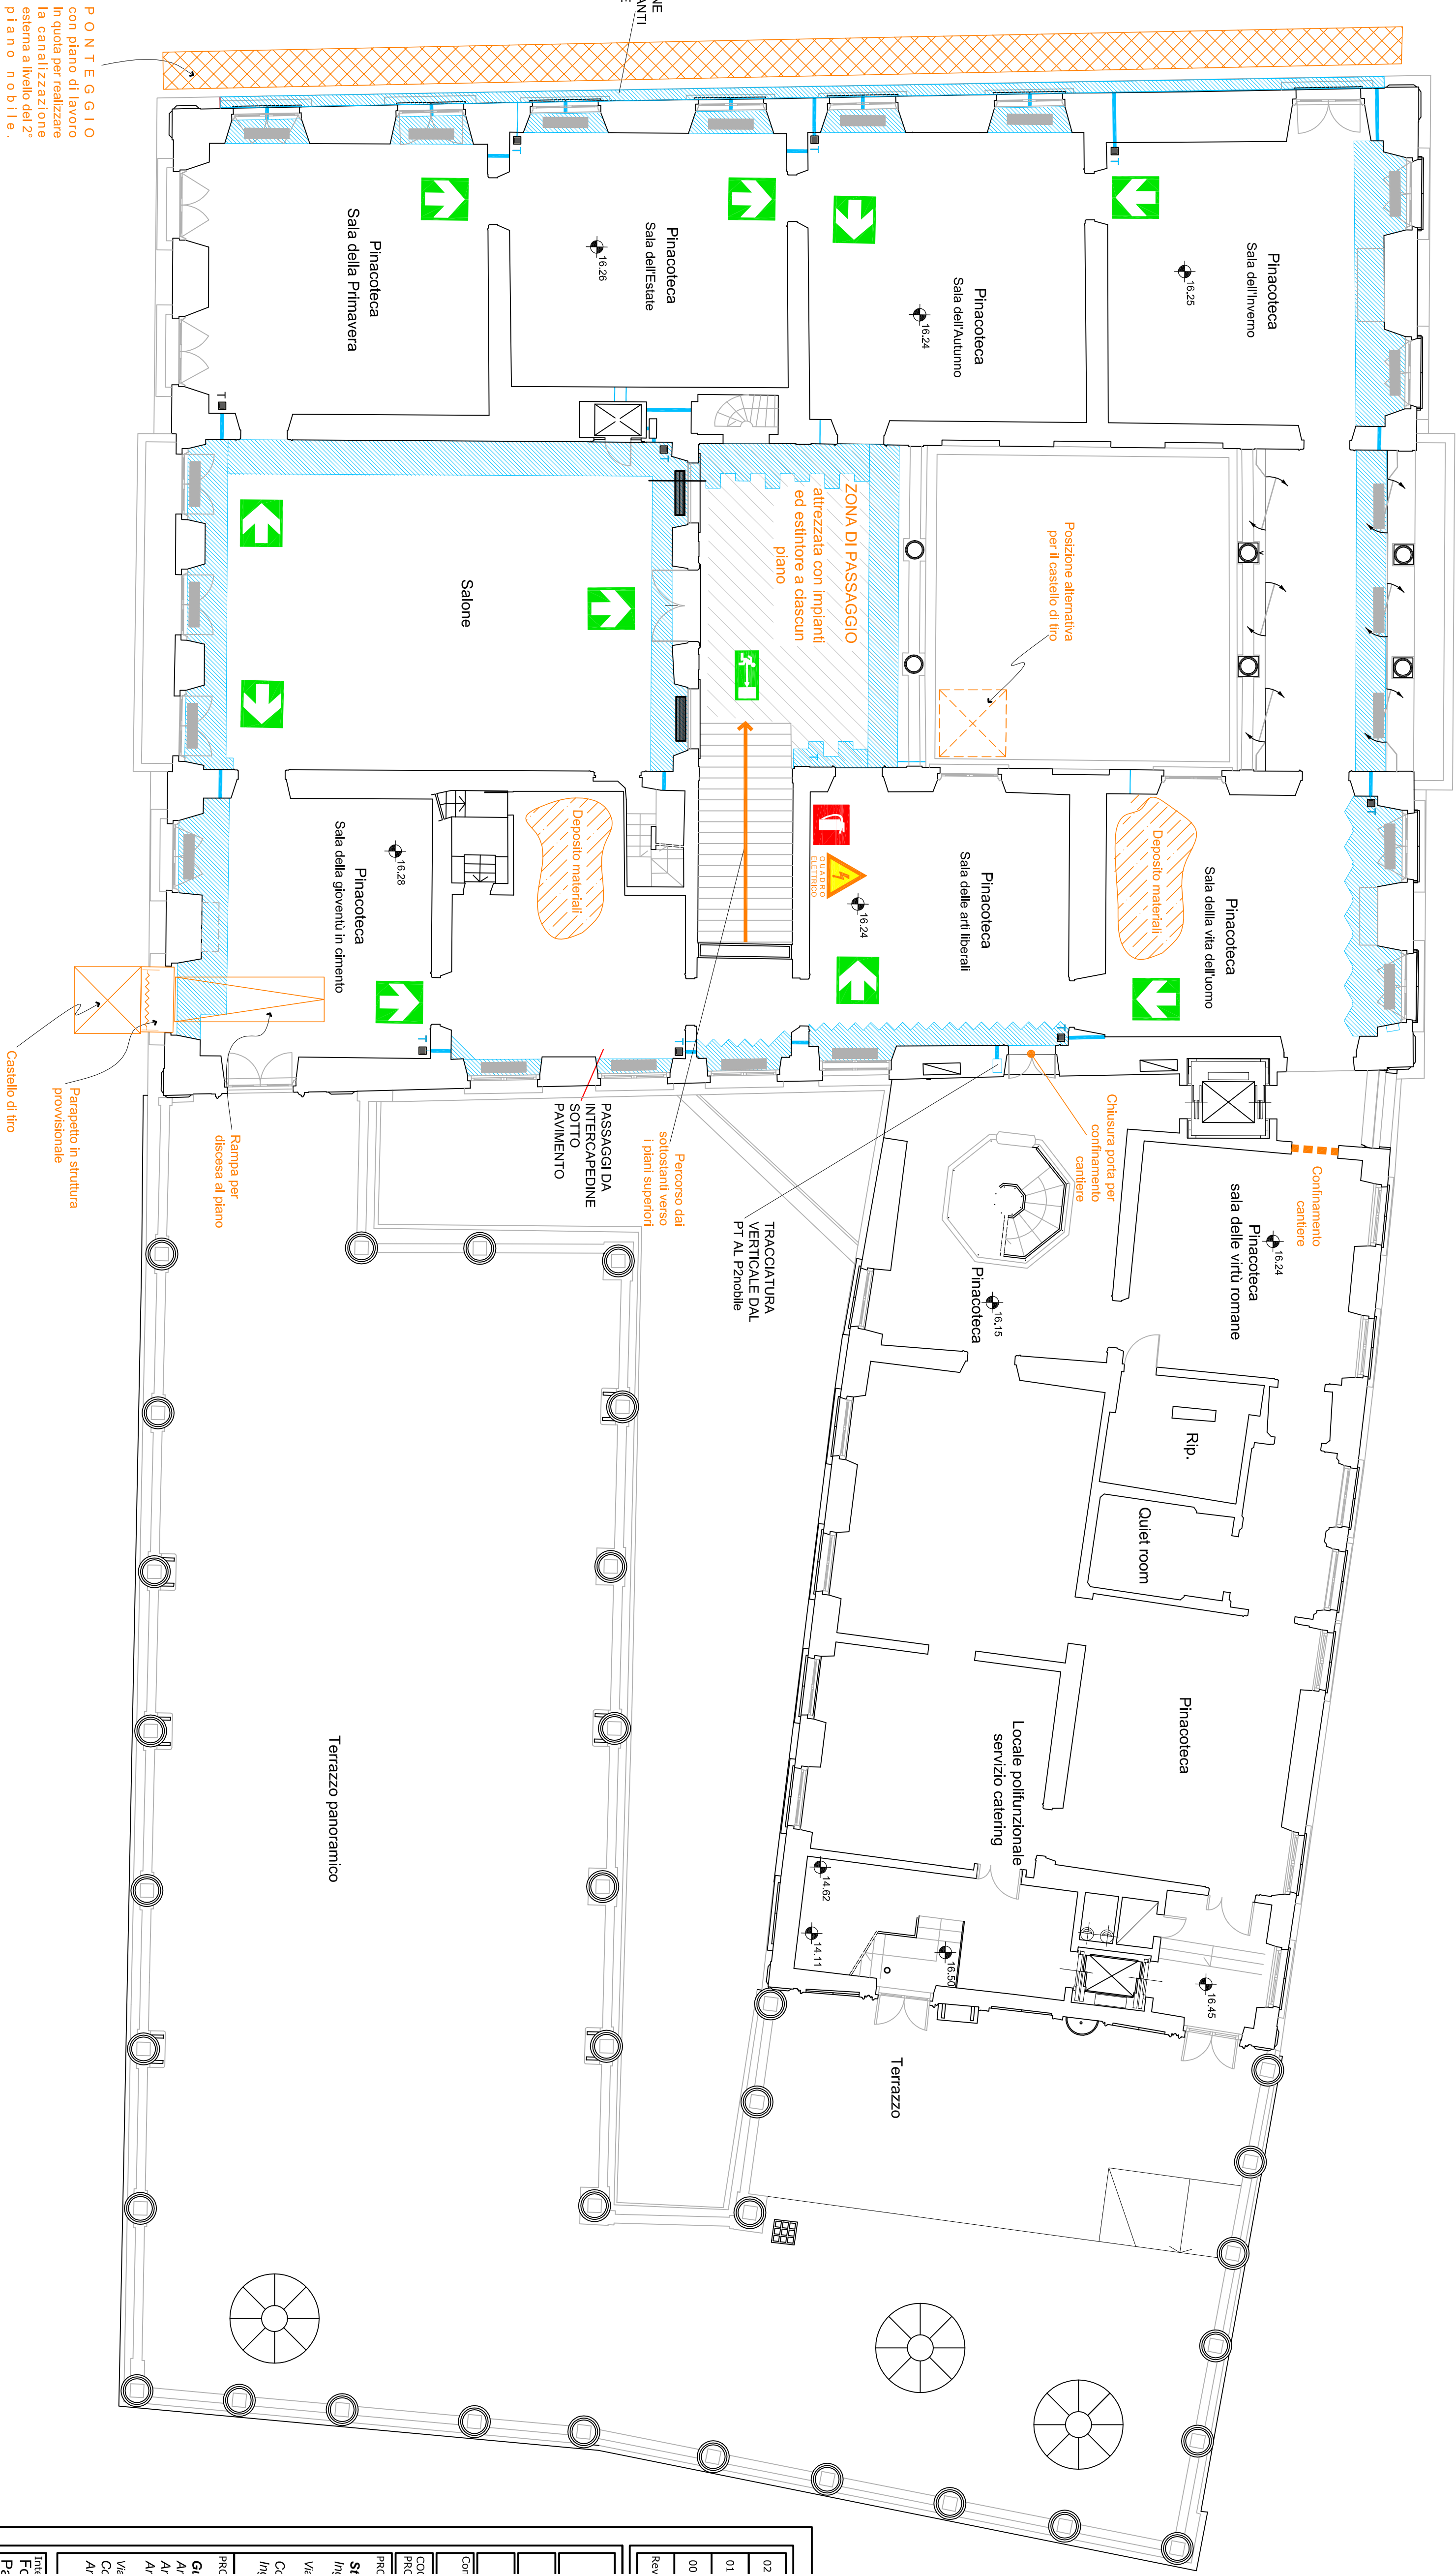 PONTEGGIO
con piano di lavoro
In quota per realizzare
la canalizzazione
esterna a livello del 2°
piano nobile.
Pinacoteca
Sala della Primavera
Pinacoteca
Sala dell'Estate
16.26
Pinacoteca
Sala dell'Autunno
16.24
Pinacoteca
Sala dell'Inverno
16.25
T
T
T
T
T
T
Salone
ZONA DI PASSAGGIO
attrezzata con impianti
ed estintore a ciascun
piano
Posizione alternativa
per il castello di tiro
T
T
Pinacoteca
Sala della gioventù in cimento
16.28
Deposito materiali
QUADRO
ELETTRICO
Pinacoteca
Sala delle arti liberali
16.24
Pinacoteca
Sala dellla vita dell'uomo
Deposito materiali
T
T
T
Castello di tiro
Parapetto in struttura
provvisionale
Rampa per
discesa al piano
PASSAGGI DA
INTERCAPEDINE
SOTTO
PAVIMENTO
Percorso dai
sottostanti verso
i piani superiori
TRACCIATURA
VERTICALE DAL
PT AL P2nobile
Chiusura porta per
confinamento
cantiere
Confinamento
cantiere
Pinacoteca
sala delle virtù romane
16.24
Pinacoteca
16.15
Rip.
Quiet room
Pinacoteca
Locale polifunzionale
servizio catering
14.62
14.11
16.50
16.45
Terrazzo
Terrazzo panoramico
02
01
00
Rev